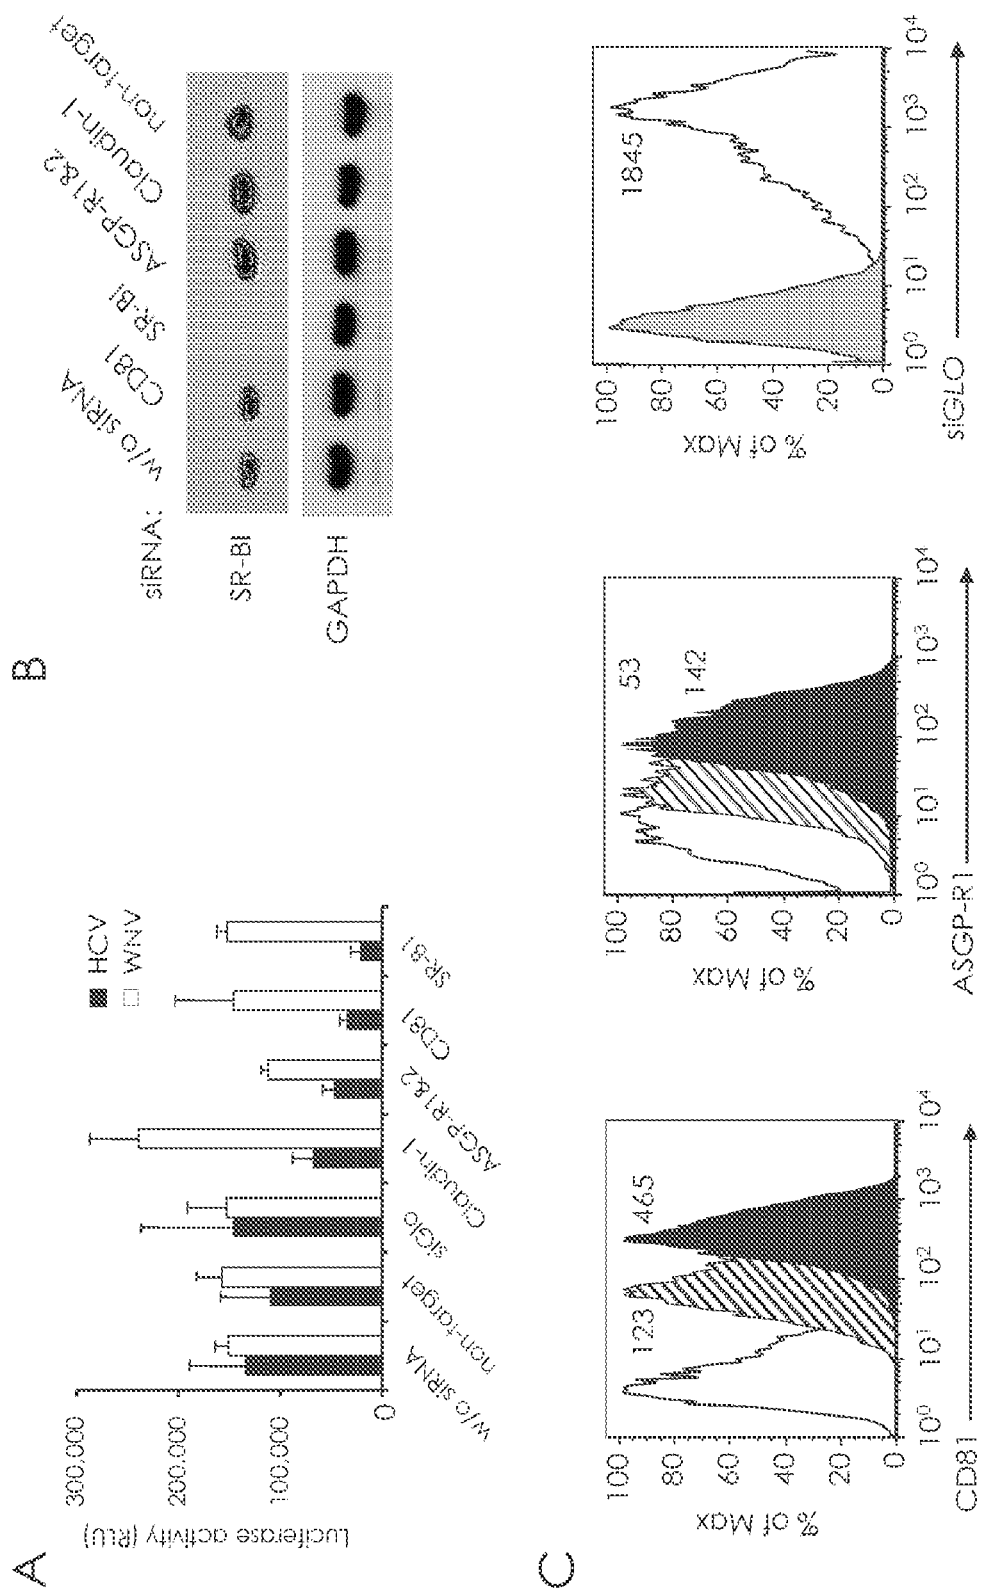 A
Luciferase activity (RLU)
300.000
200.000
100.000
0
HCV
WNV
w/o siRNA
non-target
siGlo
Claudin-1
ASGP-R1&2
CD81
SR-B1
B
siRNA:
w/o siRNA
CD81
SR-BI
ASGP-R1&2
Claudin-1
non-target
SR-BI
GAPDH
C
% of Max
100
80
60
40
20
0
123
465
10⁰ 10¹ 10² 10³ 10⁴
CD81
% of Max
100
80
60
40
20
0
53
142
10⁰ 10¹ 10² 10³ 10⁴
ASGP-R1
% of Max
100
80
60
40
20
0
1845
10⁰ 10¹ 10² 10³ 10⁴
siGLO